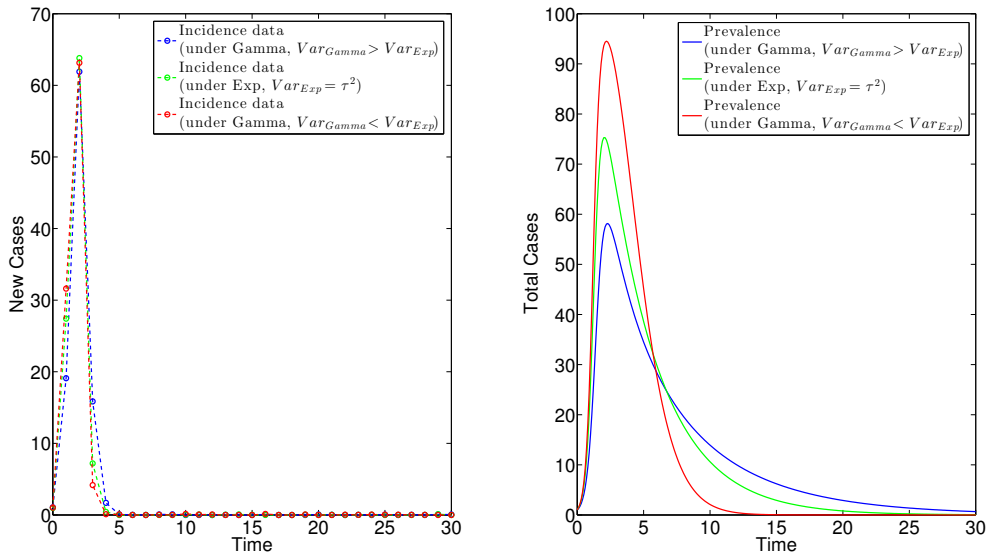 70
60
50
40
30
20
10
0
0 5 10 15 20 25 30
New Cases
Time
Incidence data
(under Gamma, Var_Gamma > Var_Exp)
Incidence data
(under Exp, Var_Exp = τ²)
Incidence data
(under Gamma, Var_Gamma < Var_Exp)
100
90
80
70
60
50
40
30
20
10
0
0 5 10 15 20 25 30
Total Cases
Time
Prevalence
(under Gamma, Var_Gamma > Var_Exp)
Prevalence
(under Exp, Var_Exp = τ²)
Prevalence
(under Gamma, Var_Gamma < Var_Exp)